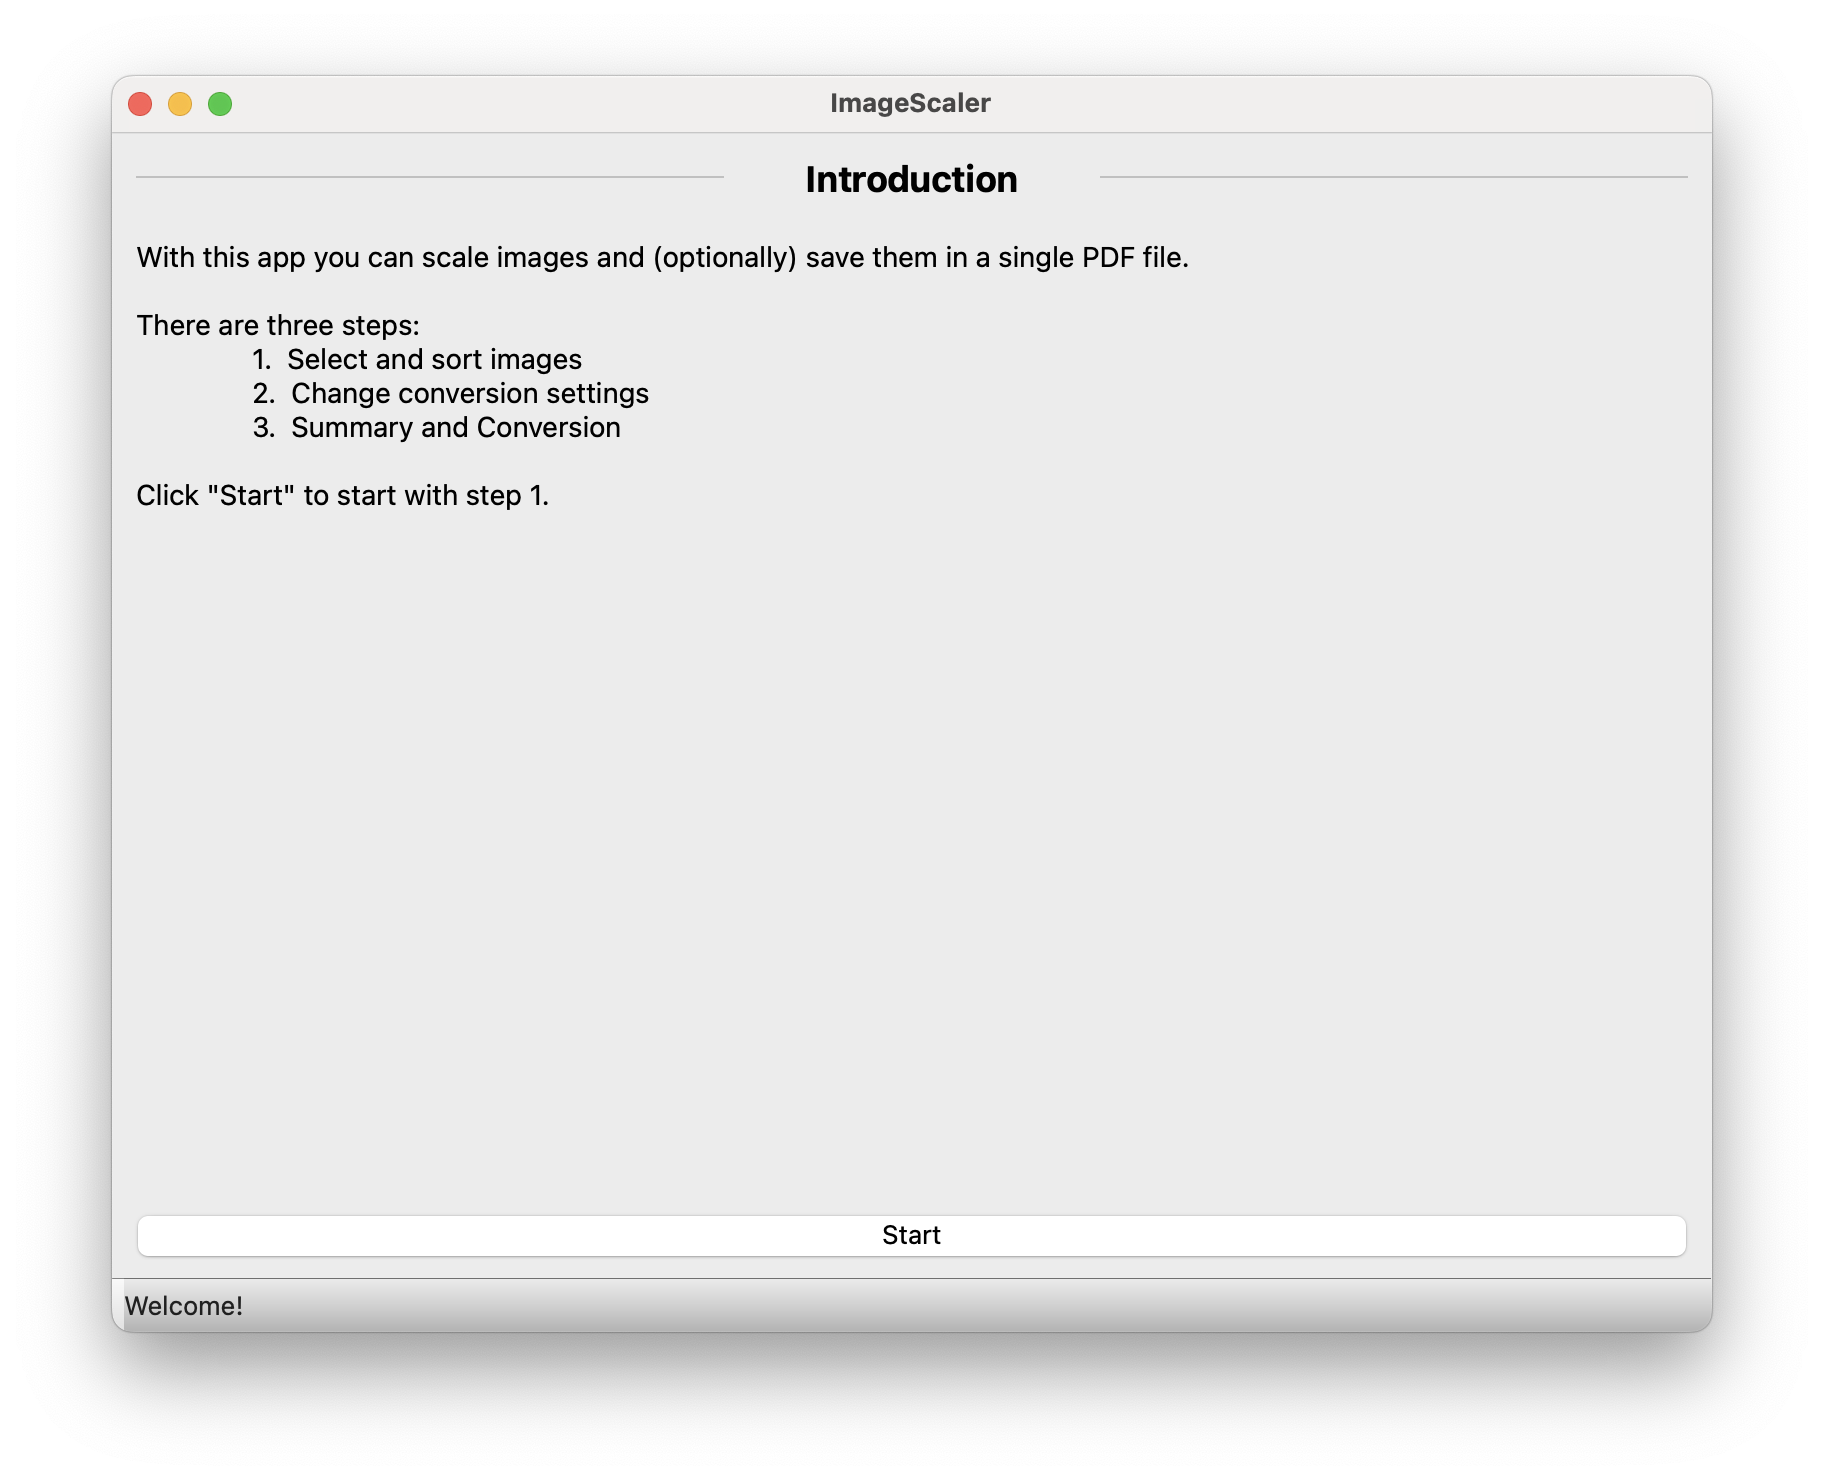 ImageScaler
Introduction
With this app you can scale images and (optionally) save them in a single PDF file.
There are three steps:
1. Select and sort images
2. Change conversion settings
3. Summary and Conversion
Click "Start" to start with step 1.
Start
Welcome!